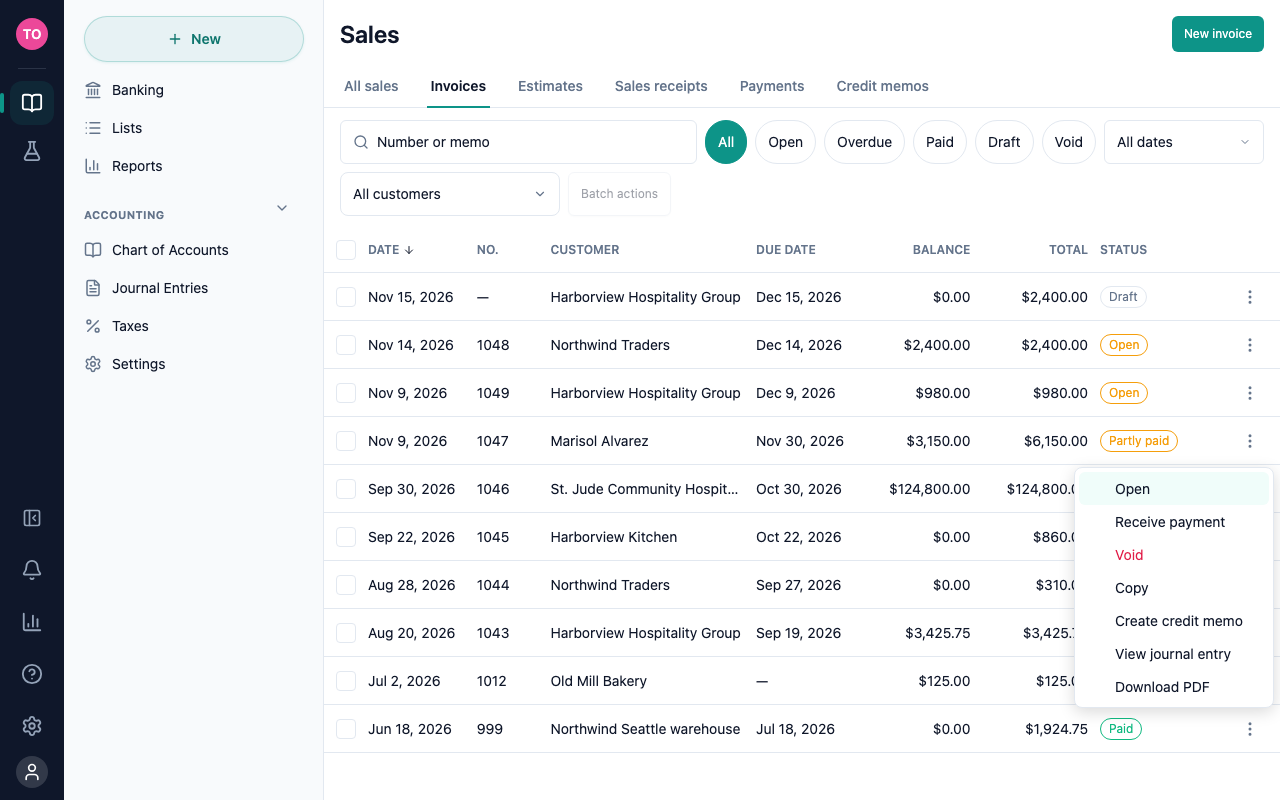 TO
New
Banking
Lists
Reports
ACCOUNTING
Chart of Accounts
Journal Entries
Taxes
Settings
Sales
New invoice
All sales Invoices Estimates Sales receipts Payments Credit memos
Number or memo All Open Overdue Paid Draft Void All dates
All customers Batch actions
DATE NO. CUSTOMER DUE DATE BALANCE TOTAL STATUS
Nov 15, 2026 — Harborview Hospitality Group Dec 15, 2026 $0.00 $2,400.00 Draft
Nov 14, 2026 1048 Northwind Traders Dec 14, 2026 $2,400.00 $2,400.00 Open
Nov 9, 2026 1049 Harborview Hospitality Group Dec 9, 2026 $980.00 $980.00 Open
Nov 9, 2026 1047 Marisol Alvarez Nov 30, 2026 $3,150.00 $6,150.00 Partly paid
Sep 30, 2026 1046 St. Jude Community Hospit... Oct 30, 2026 $124,800.00
Sep 22, 2026 1045 Harborview Kitchen Oct 22, 2026 $0.00
Aug 28, 2026 1044 Northwind Traders Sep 27, 2026 $0.00
Aug 20, 2026 1043 Harborview Hospitality Group Sep 19, 2026 $3,425.75
Jul 2, 2026 1012 Old Mill Bakery — $125.00
Jun 18, 2026 999 Northwind Seattle warehouse Jul 18, 2026 $0.00 $1,924.75 Paid
Open
Receive payment
Void
Copy
Create credit memo
View journal entry
Download PDF